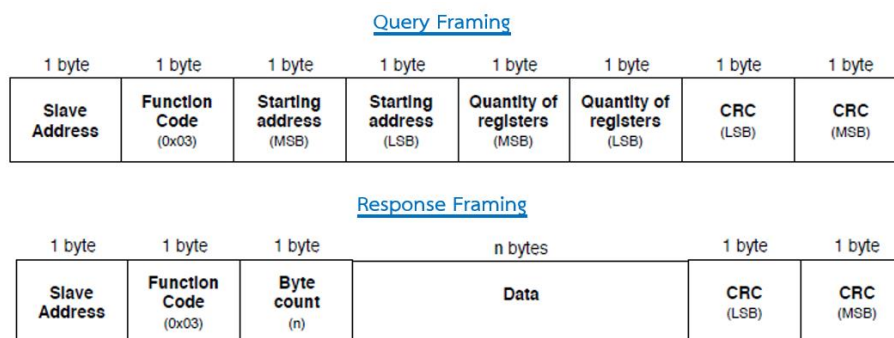 Query Framing
1 byte 1 byte 1 byte 1 byte 1 byte 1 byte 1 byte 1 byte
Slave Address
Function Code (0x03)
Starting address (MSB)
Starting address (LSB)
Quantity of registers (MSB)
Quantity of registers (LSB)
CRC (LSB)
CRC (MSB)
Response Framing
1 byte 1 byte 1 byte n bytes 1 byte 1 byte
Slave Address
Function Code (0x03)
Byte count (n)
Data
CRC (LSB)
CRC (MSB)